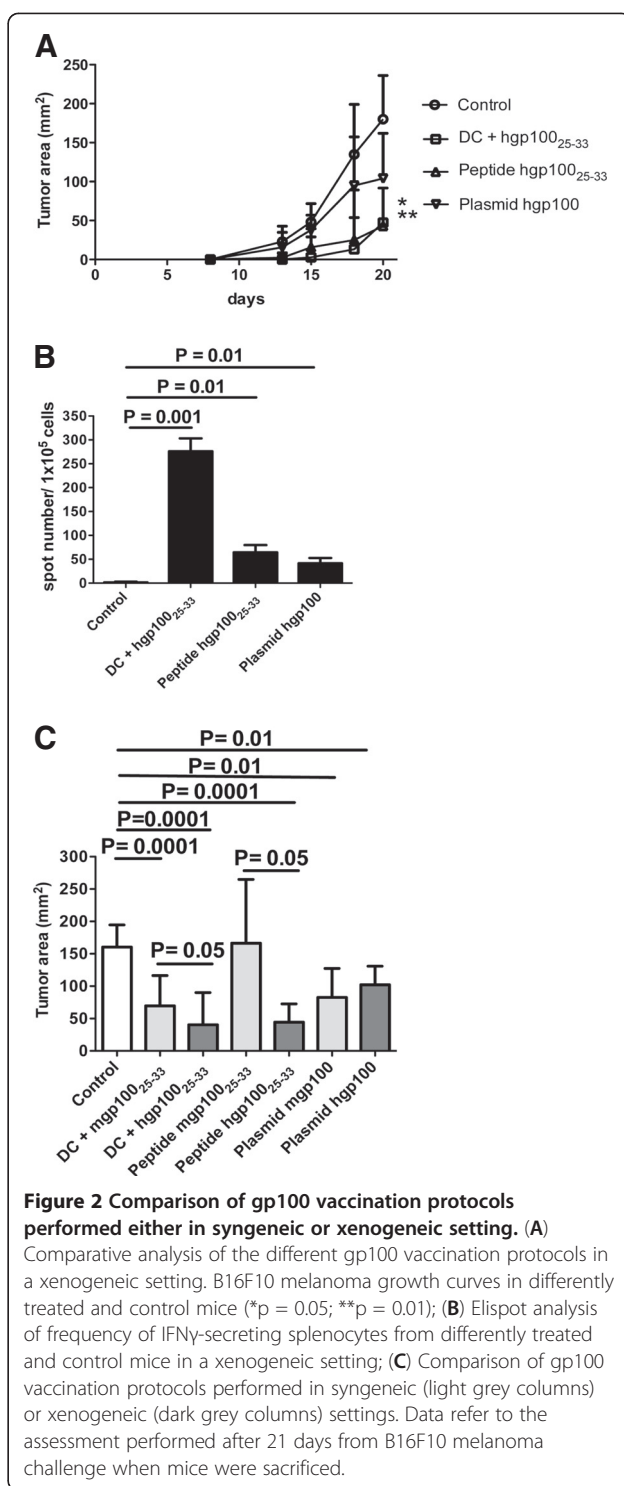 A
Tumor area (mm²)
250
200
150
100
50
0
0 5 10 15 20
days
*
**
Control
DC + hgp100₂₅₋₃₃
Peptide hgp100₂₅₋₃₃
Plasmid hgp100
B
P = 0.01
P = 0.01
P = 0.001
spot number/ 1x10⁵ cells
350
300
250
200
150
100
50
0
Control
DC + hgp100₂₅₋₃₃
Peptide hgp100₂₅₋₃₃
Plasmid hgp100
C
P= 0.01
P= 0.01
P= 0.0001
P=0.0001
P= 0.0001
P= 0.05
P= 0.05
Tumor area (mm²)
300
250
200
150
100
50
0
Control
DC + mgp100₂₅₋₃₃
DC + hgp100₂₅₋₃₃
Peptide mgp100₂₅₋₃₃
Peptide hgp100₂₅₋₃₃
Plasmid mgp100
Plasmid hgp100
Figure 2 Comparison of gp100 vaccination protocols
performed either in syngeneic or xenogeneic setting. (A)
Comparative analysis of the different gp100 vaccination protocols in
a xenogeneic setting. B16F10 melanoma growth curves in differently
treated and control mice (*p = 0.05; **p = 0.01); (B) Elispot analysis
of frequency of IFNγ-secreting splenocytes from differently treated
and control mice in a xenogeneic setting; (C) Comparison of gp100
vaccination protocols performed in syngeneic (light grey columns)
or xenogeneic (dark grey columns) settings. Data refer to the
assessment performed after 21 days from B16F10 melanoma
challenge when mice were sacrificed.